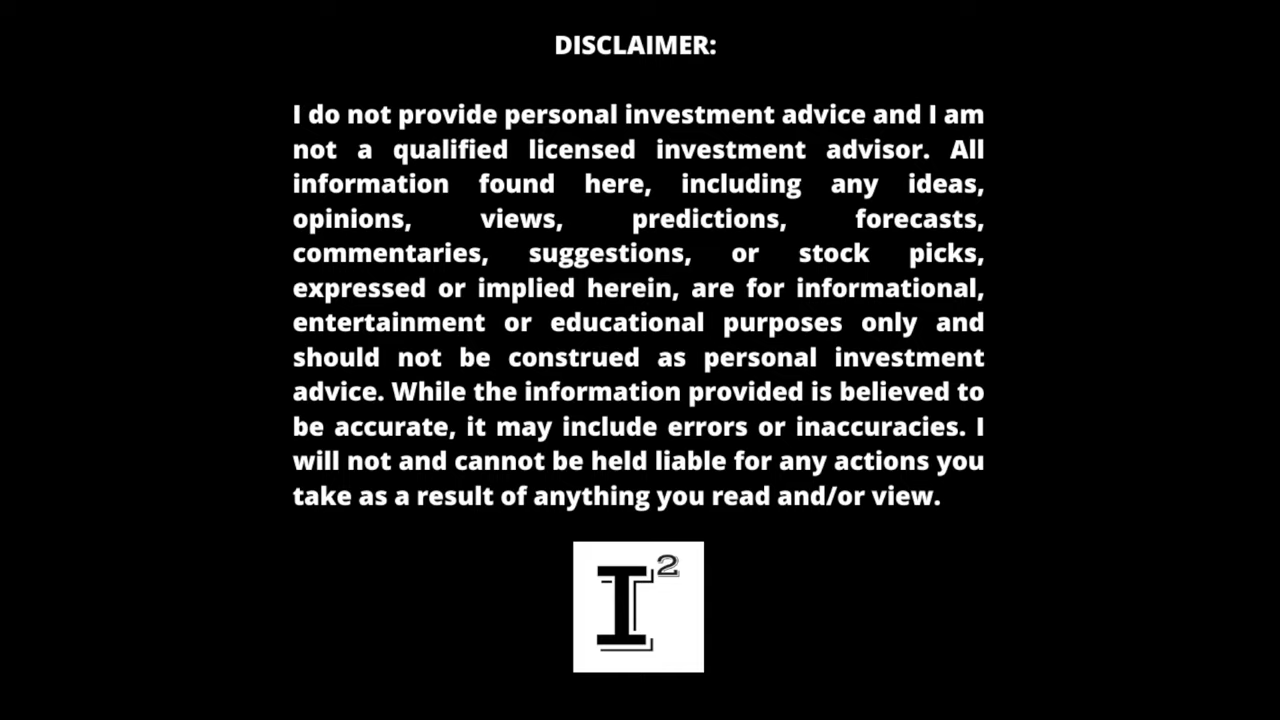 DISCLAIMER:
I do not provide personal investment advice and I am
not a qualified licensed investment advisor. All
information found here, including any ideas,
opinions, views, predictions, forecasts,
commentaries, suggestions, or stock picks,
expressed or implied herein, are for informational,
entertainment or educational purposes only and
should not be construed as personal investment
advice. While the information provided is believed to
be accurate, it may include errors or inaccuracies. I
will not and cannot be held liable for any actions you
take as a result of anything you read and/or view.
I²